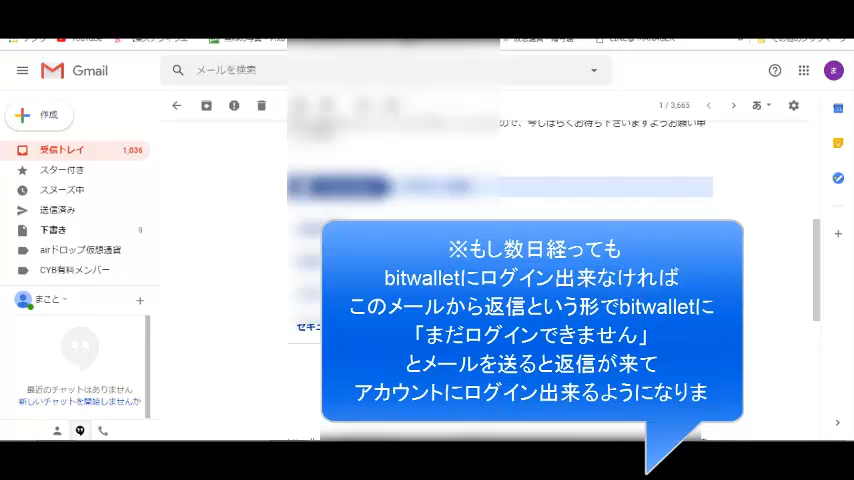 YouTube
LINE@ MANAGER
Gmail
メールを検索
作成
1 / 3,665
あ
ま
ので、今しばらくお待ち下さいますようお願い申
受信トレイ 1,036
スター付き
スヌーズ中
送信済み
下書き 9
airドロップ仮想通貨
CYB有料メンバー
まこと
セキュ
※もし数日経っても
bitwalletにログイン出来なければ
このメールから返信という形でbitwalletに
「まだログインできません」
とメールを送ると返信が来て
アカウントにログイン出来るようになりま
最近のチャットはありません
新しいチャットを開始しませんか